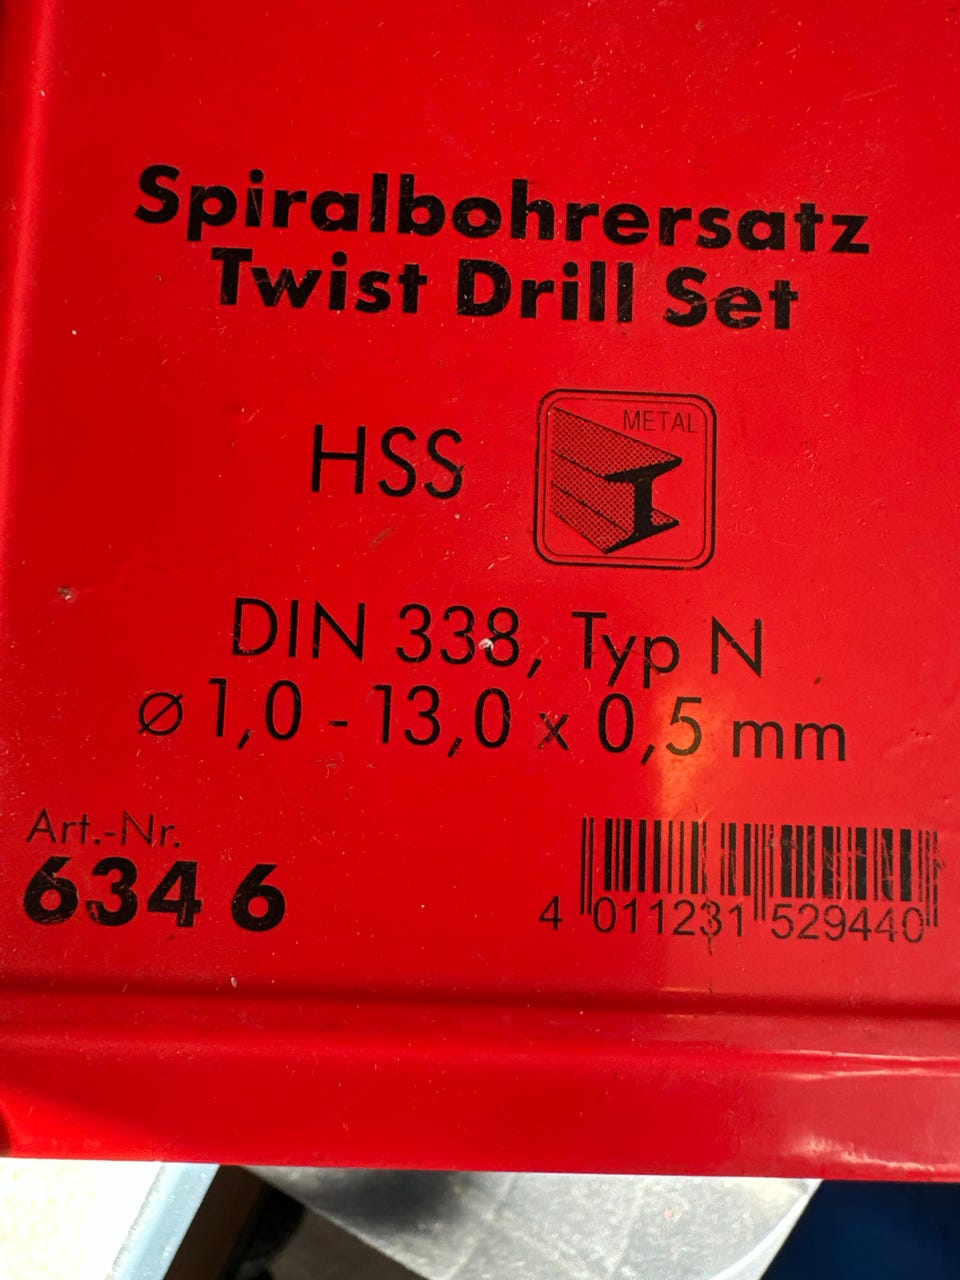 Spiralbohrersatz
Twist Drill Set
HSS
METAL
DIN 338, Typ N
⌀ 1,0 - 13,0 x 0,5 mm
Art.-Nr.
634 6
4 011231 529440